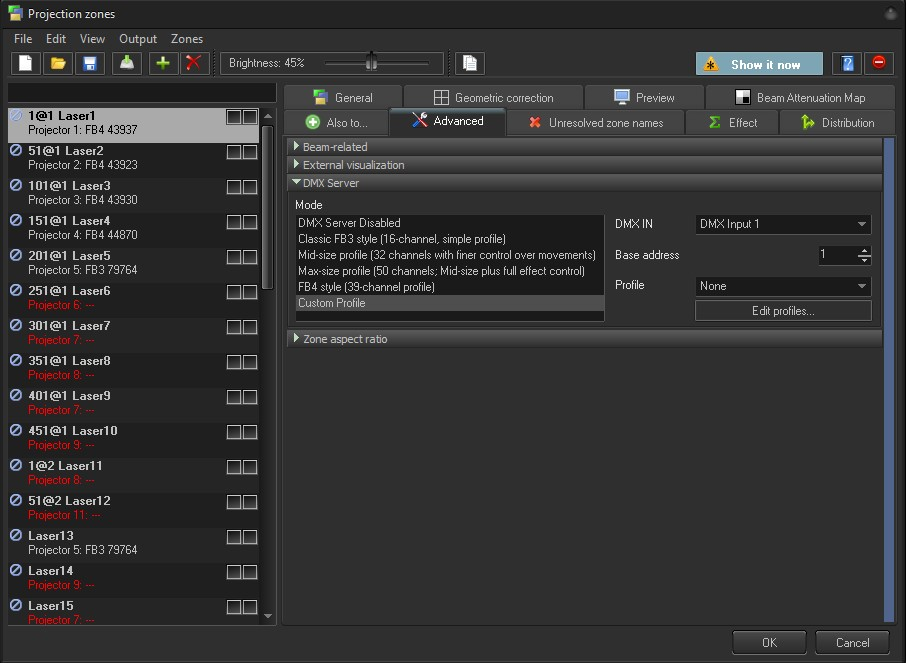 Projection zones
File Edit View Output Zones
Brightness: 45%
Show it now
General Geometric correction Preview Beam Attenuation Map
Also to... Advanced Unresolved zone names Effect Distribution
1@1 Laser1
Projector 1: FB4 43937
51@1 Laser2
Projector 2: FB4 43923
101@1 Laser3
Projector 3: FB4 43930
151@1 Laser4
Projector 4: FB4 44870
201@1 Laser5
Projector 5: FB3 79764
251@1 Laser6
Projector 6: ---
301@1 Laser7
Projector 7: ---
351@1 Laser8
Projector 8: ---
401@1 Laser9
Projector 7: ---
451@1 Laser10
Projector 9: ---
1@2 Laser11
Projector 8: ---
51@2 Laser12
Projector 11: ---
Laser13
Projector 5: FB3 79764
Laser14
Projector 9: ---
Laser15
Projector 7: ---
Beam-related
External visualization
DMX Server
Mode
DMX Server Disabled
Classic FB3 style (16-channel, simple profile)
Mid-size profile (32 channels with finer control over movements)
Max-size profile (50 channels; Mid-size plus full effect control)
FB4 style (39-channel profile)
Custom Profile
DMX IN DMX Input 1
Base address 1
Profile None
Edit profiles...
Zone aspect ratio
OK Cancel